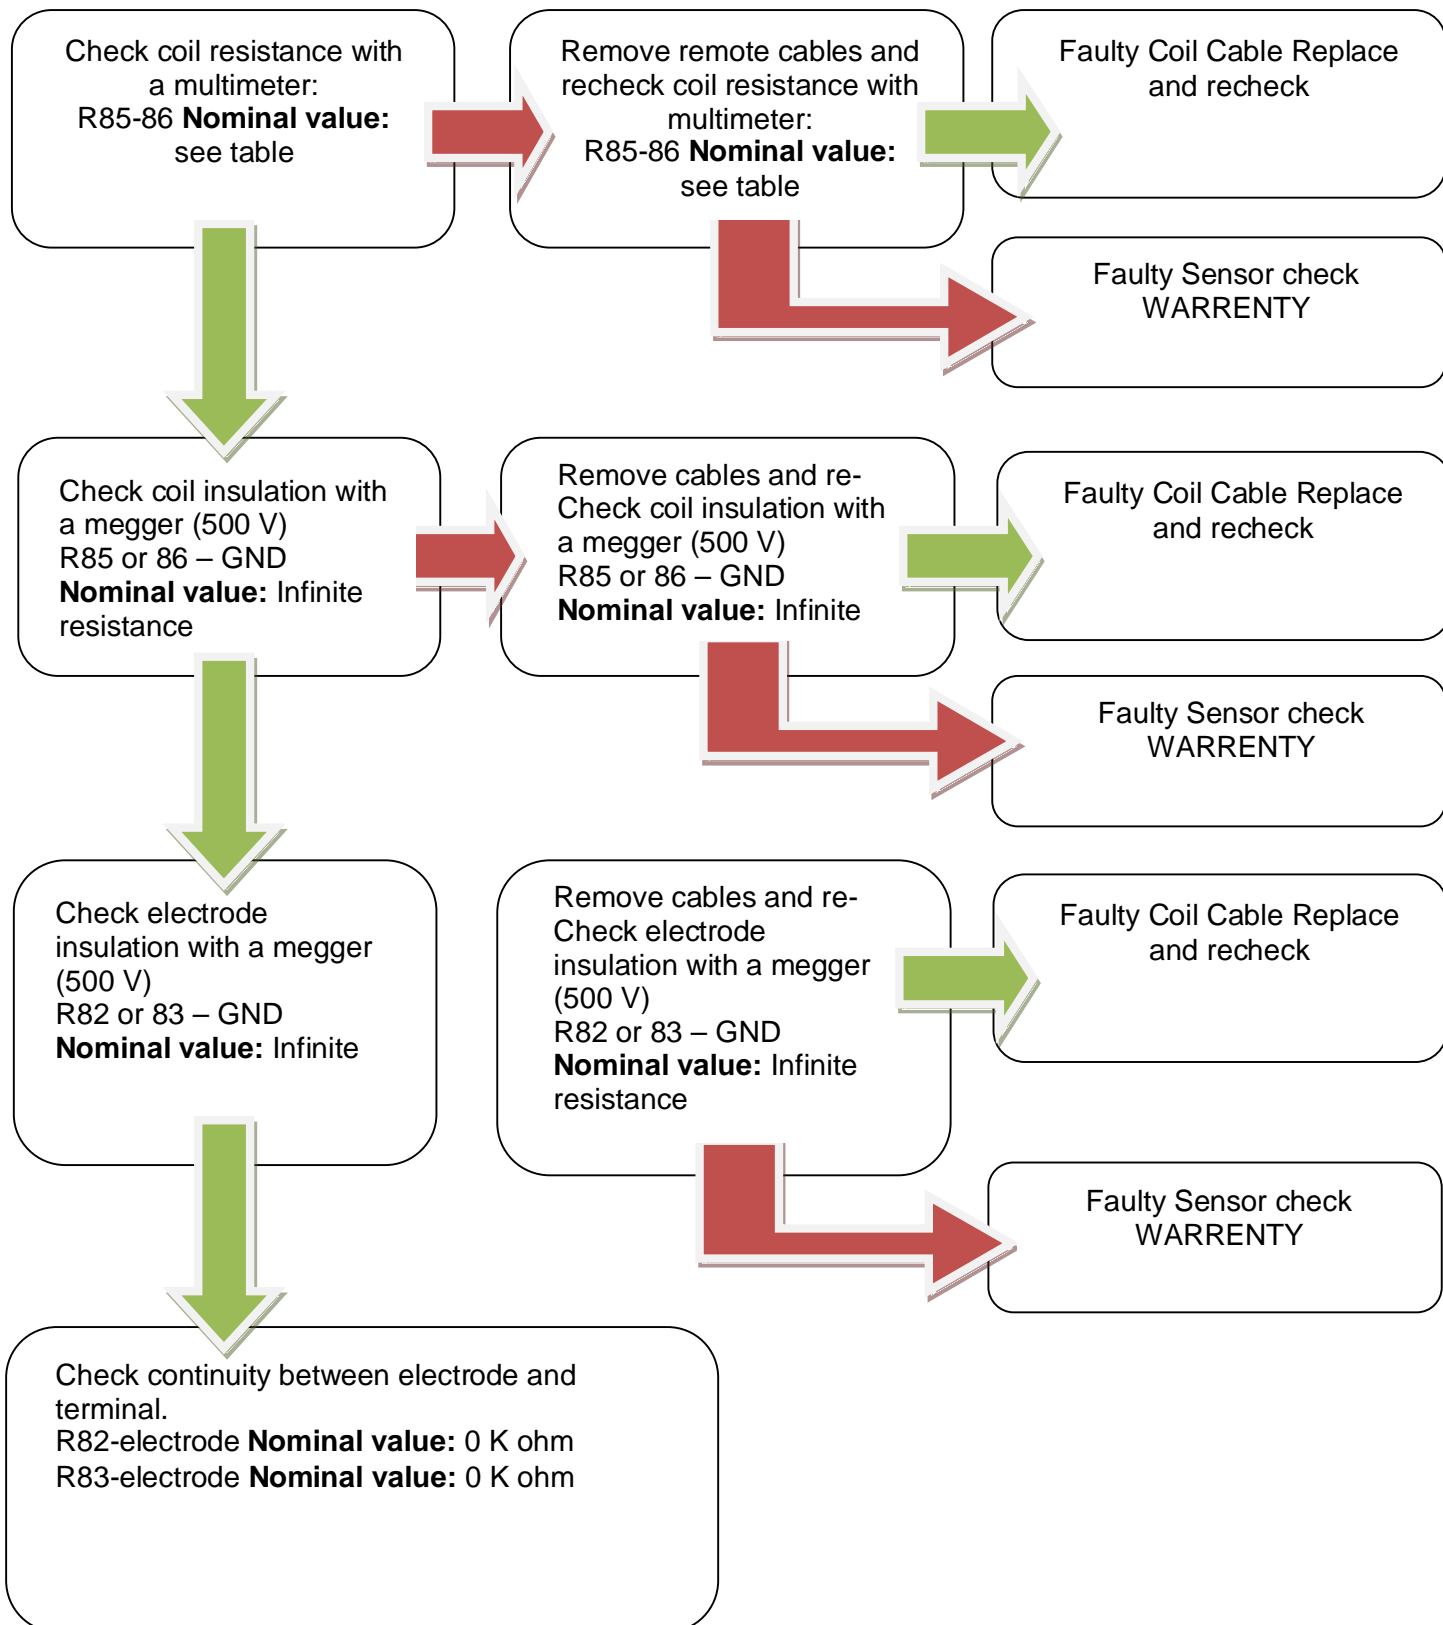 Check coil resistance with
a multimeter:
R85-86 Nominal value:
see table
Remove remote cables and
recheck coil resistance with
multimeter:
R85-86 Nominal value:
see table
Faulty Coil Cable Replace
and recheck
Faulty Sensor check
WARRENTY
Check coil insulation with
a megger (500 V)
R85 or 86 – GND
Nominal value: Infinite
resistance
Remove cables and re-
Check coil insulation with
a megger (500 V)
R85 or 86 – GND
Nominal value: Infinite
Faulty Coil Cable Replace
and recheck
Faulty Sensor check
WARRENTY
Check electrode
insulation with a megger
(500 V)
R82 or 83 – GND
Nominal value: Infinite
Remove cables and re-
Check electrode
insulation with a megger
(500 V)
R82 or 83 – GND
Nominal value: Infinite
resistance
Faulty Coil Cable Replace
and recheck
Faulty Sensor check
WARRENTY
Check continuity between electrode and
terminal.
R82-electrode Nominal value: 0 K ohm
R83-electrode Nominal value: 0 K ohm